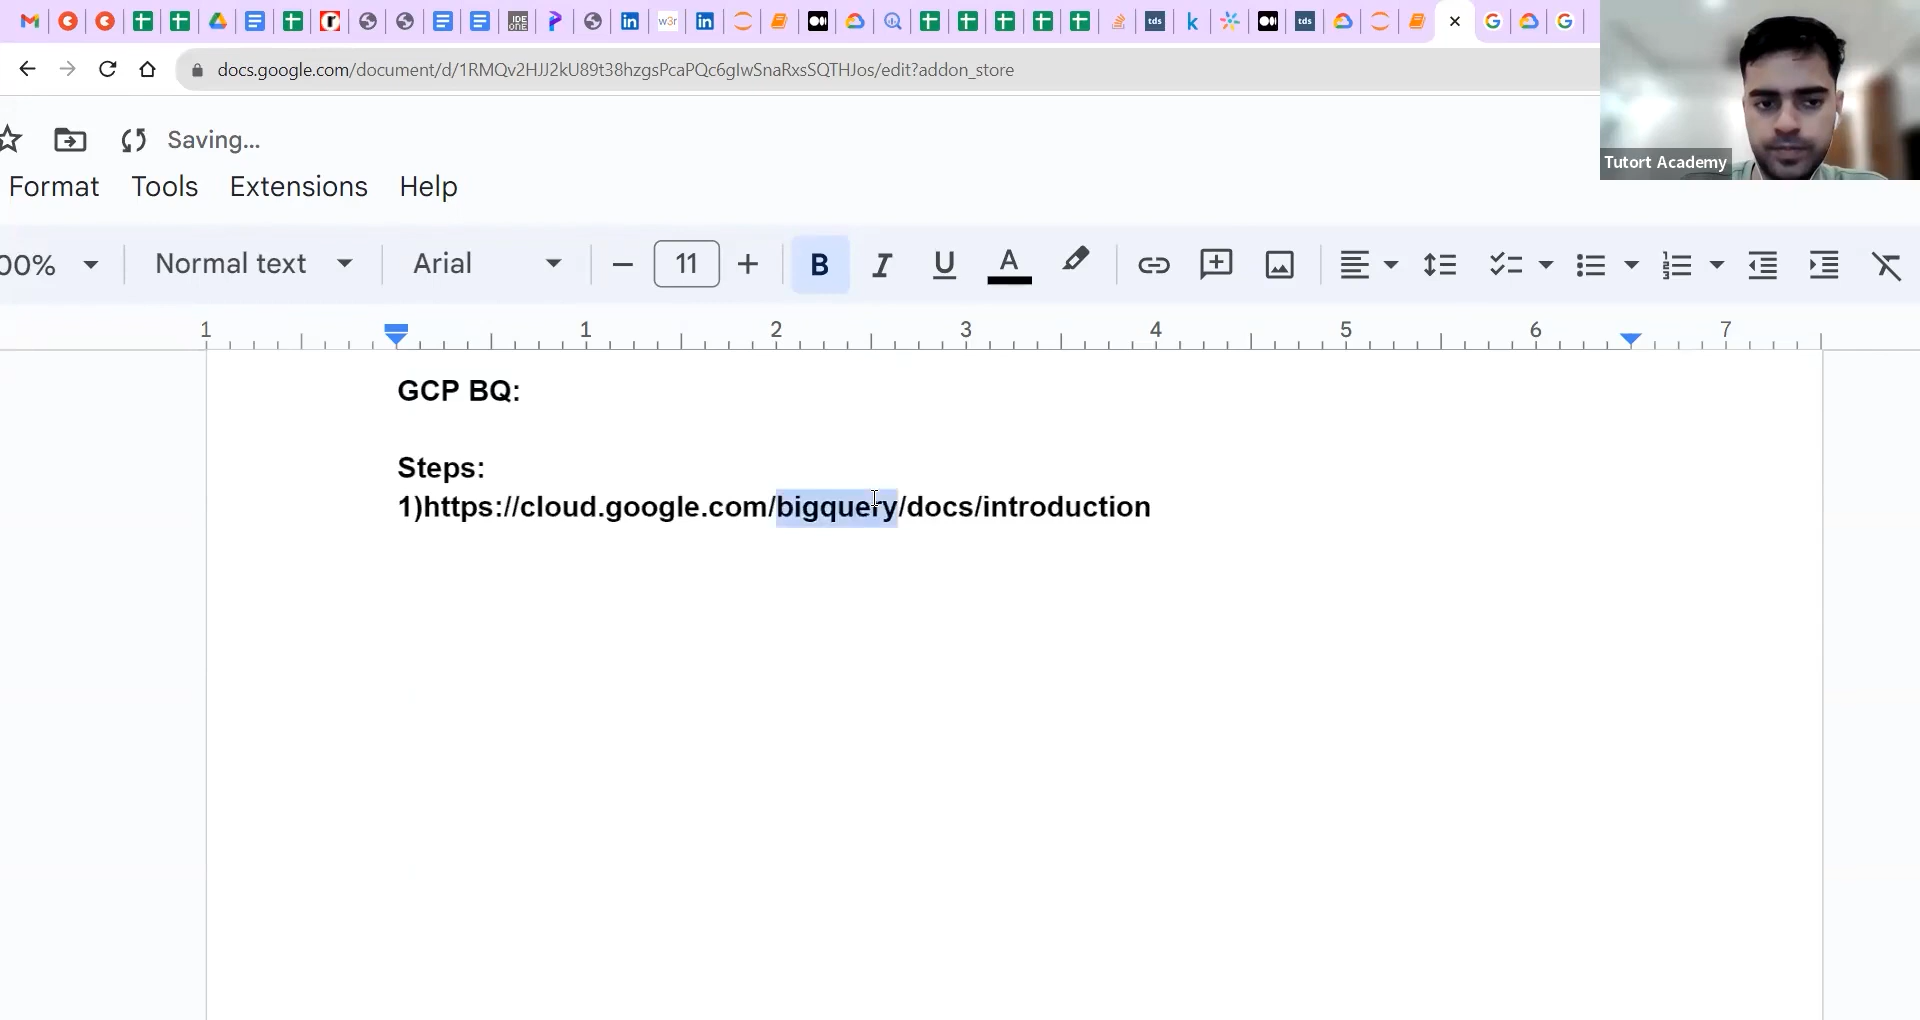 docs.google.com/document/d/1RMQv2HJJ2kU89t38hzgsPcaPQc6gIwSnaRxsSQTHJos/edit?addon_store
Tutort Academy
Saving...
Format Tools Extensions Help
00% Normal text Arial 11 B I U A
1 1 2 3 4 5 6 7
GCP BQ:
Steps:
1)https://cloud.google.com/bigquery/docs/introduction